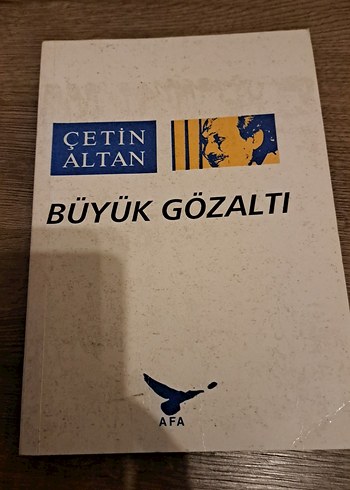 ÇETİN
ALTAN
BÜYÜK GÖZALTI
AFA